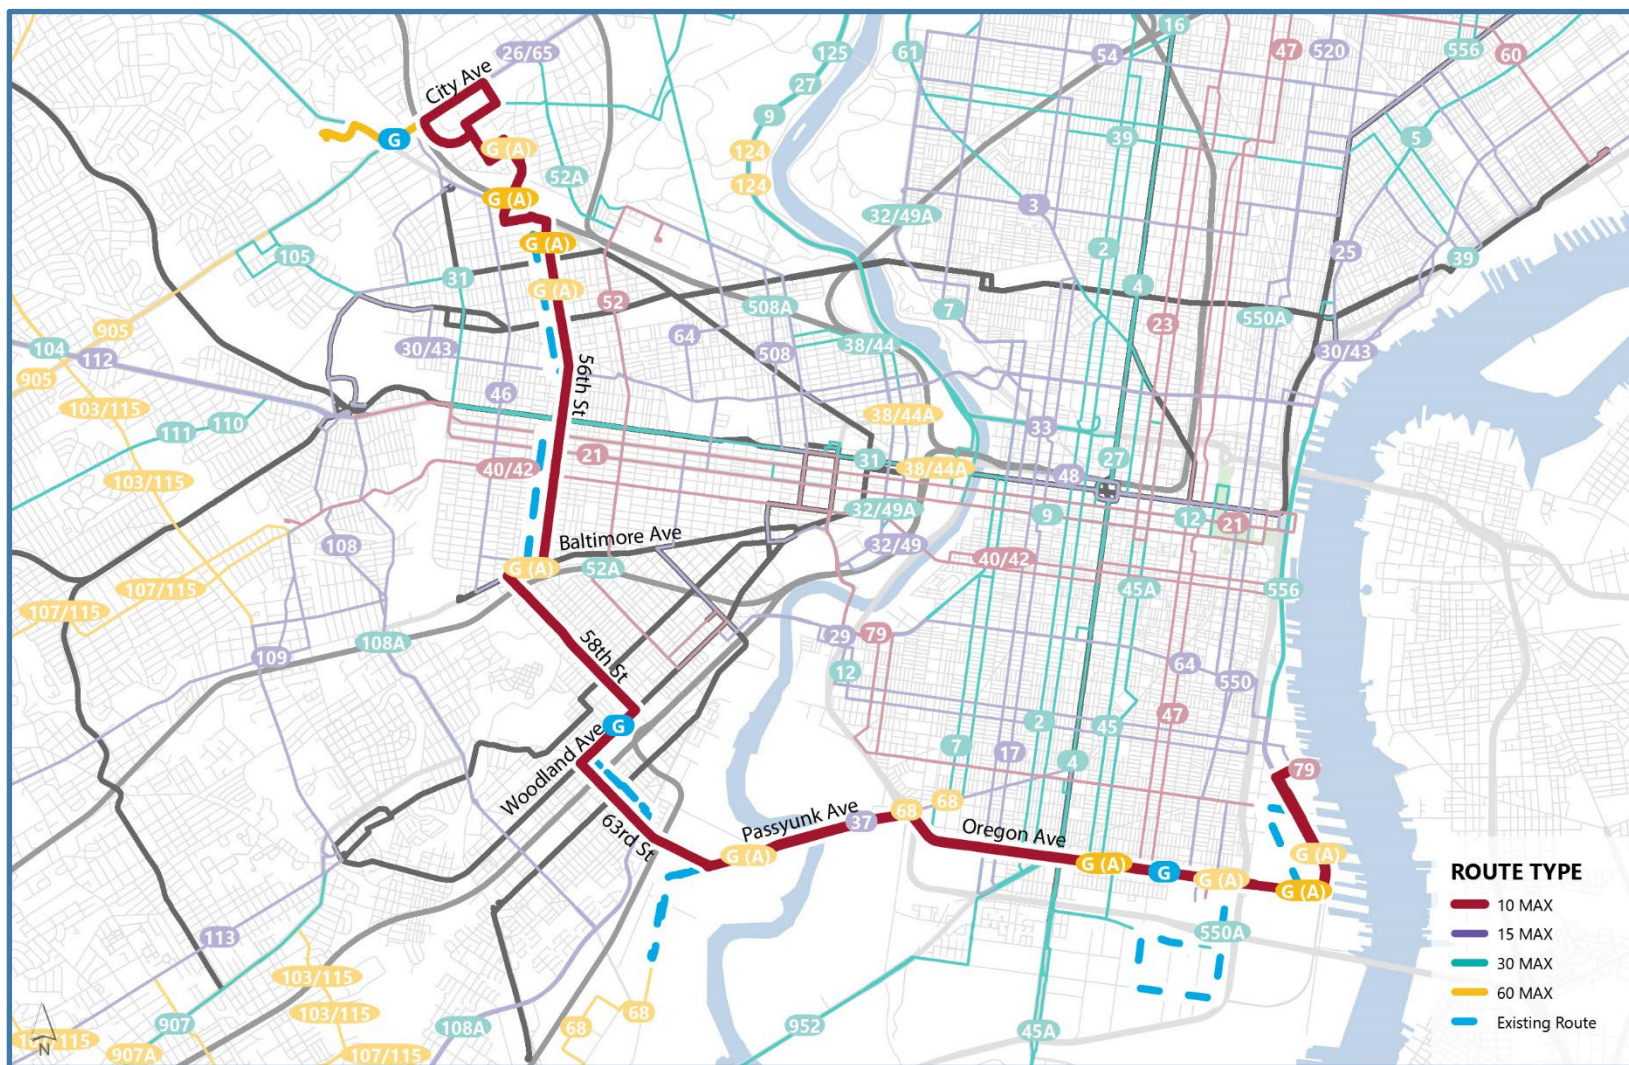 16
125
61
47
520
556
60
26/65
54
27
City Ave
9
5
G
39
G (A)
124
52A
124
G (A)
3
32/49A
G (A)
2
25
105
39
31
G (A)
4
52
508A
7
550A
905
23
104
64
38/44
30/43
30/43
112
508
905
56th St
46
103/115
38/44A
110
33
111
21
31
27
40/42
38/44A
48
103/115
32/49A
9
12
21
Baltimore Ave
108
32/49
G (A)
52A
40/42
107/115
45A
556
107/115
29
79
108A
58th St
109
64
12
550
47
G
2
45
Woodland Ave
7
17
4
79
68
68
Passyunk Ave
37
Oregon Ave
63rd St
G (A)
G (A)
G (A)
G
G (A)
G (A)
ROUTE TYPE
10 MAX
550A
15 MAX
113
30 MAX
103/115
60 MAX
68
103/115
Existing Route
907
68
108A
952
45A
N
907A
107/115